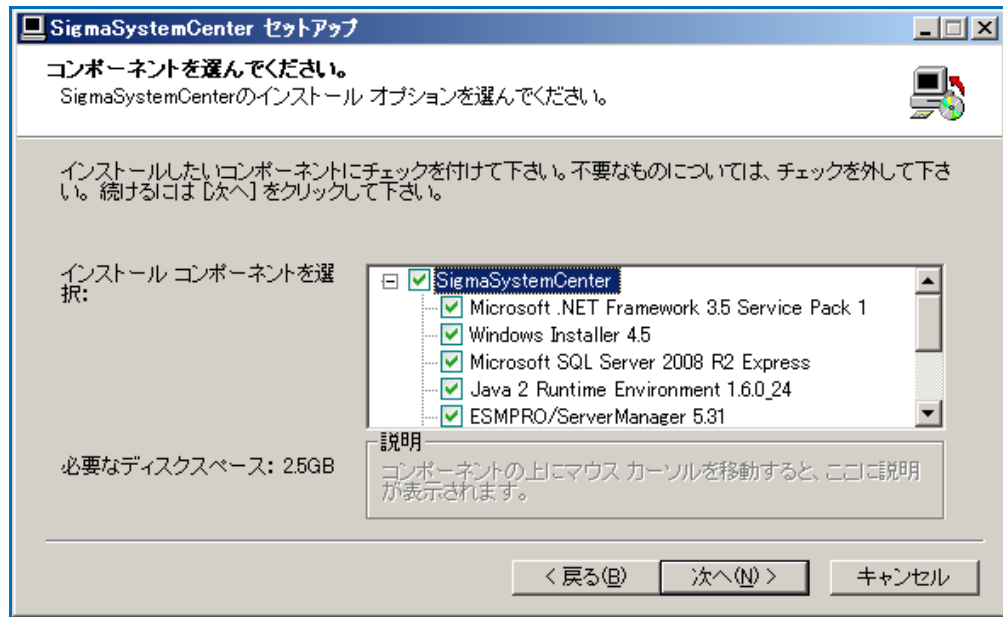 SigmaSystemCenter セットアップ
コンポーネントを選んでください。
SigmaSystemCenterのインストール オプションを選んでください。
インストールしたいコンポーネントにチェックを付けて下さい。不要なものについては、チェックを外して下さ
い。続けるには [次へ] をクリックして下さい。
インストール コンポーネントを選
択:
SigmaSystemCenter
Microsoft .NET Framework 3.5 Service Pack 1
Windows Installer 4.5
Microsoft SQL Server 2008 R2 Express
Java 2 Runtime Environment 1.6.0_24
ESMPRO/ServerManager 5.31
必要なディスクスペース: 2.5GB
説明
コンポーネントの上にマウス カーソルを移動すると、ここに説明
が表示されます。
< 戻る(B)
次へ(N) >
キャンセル